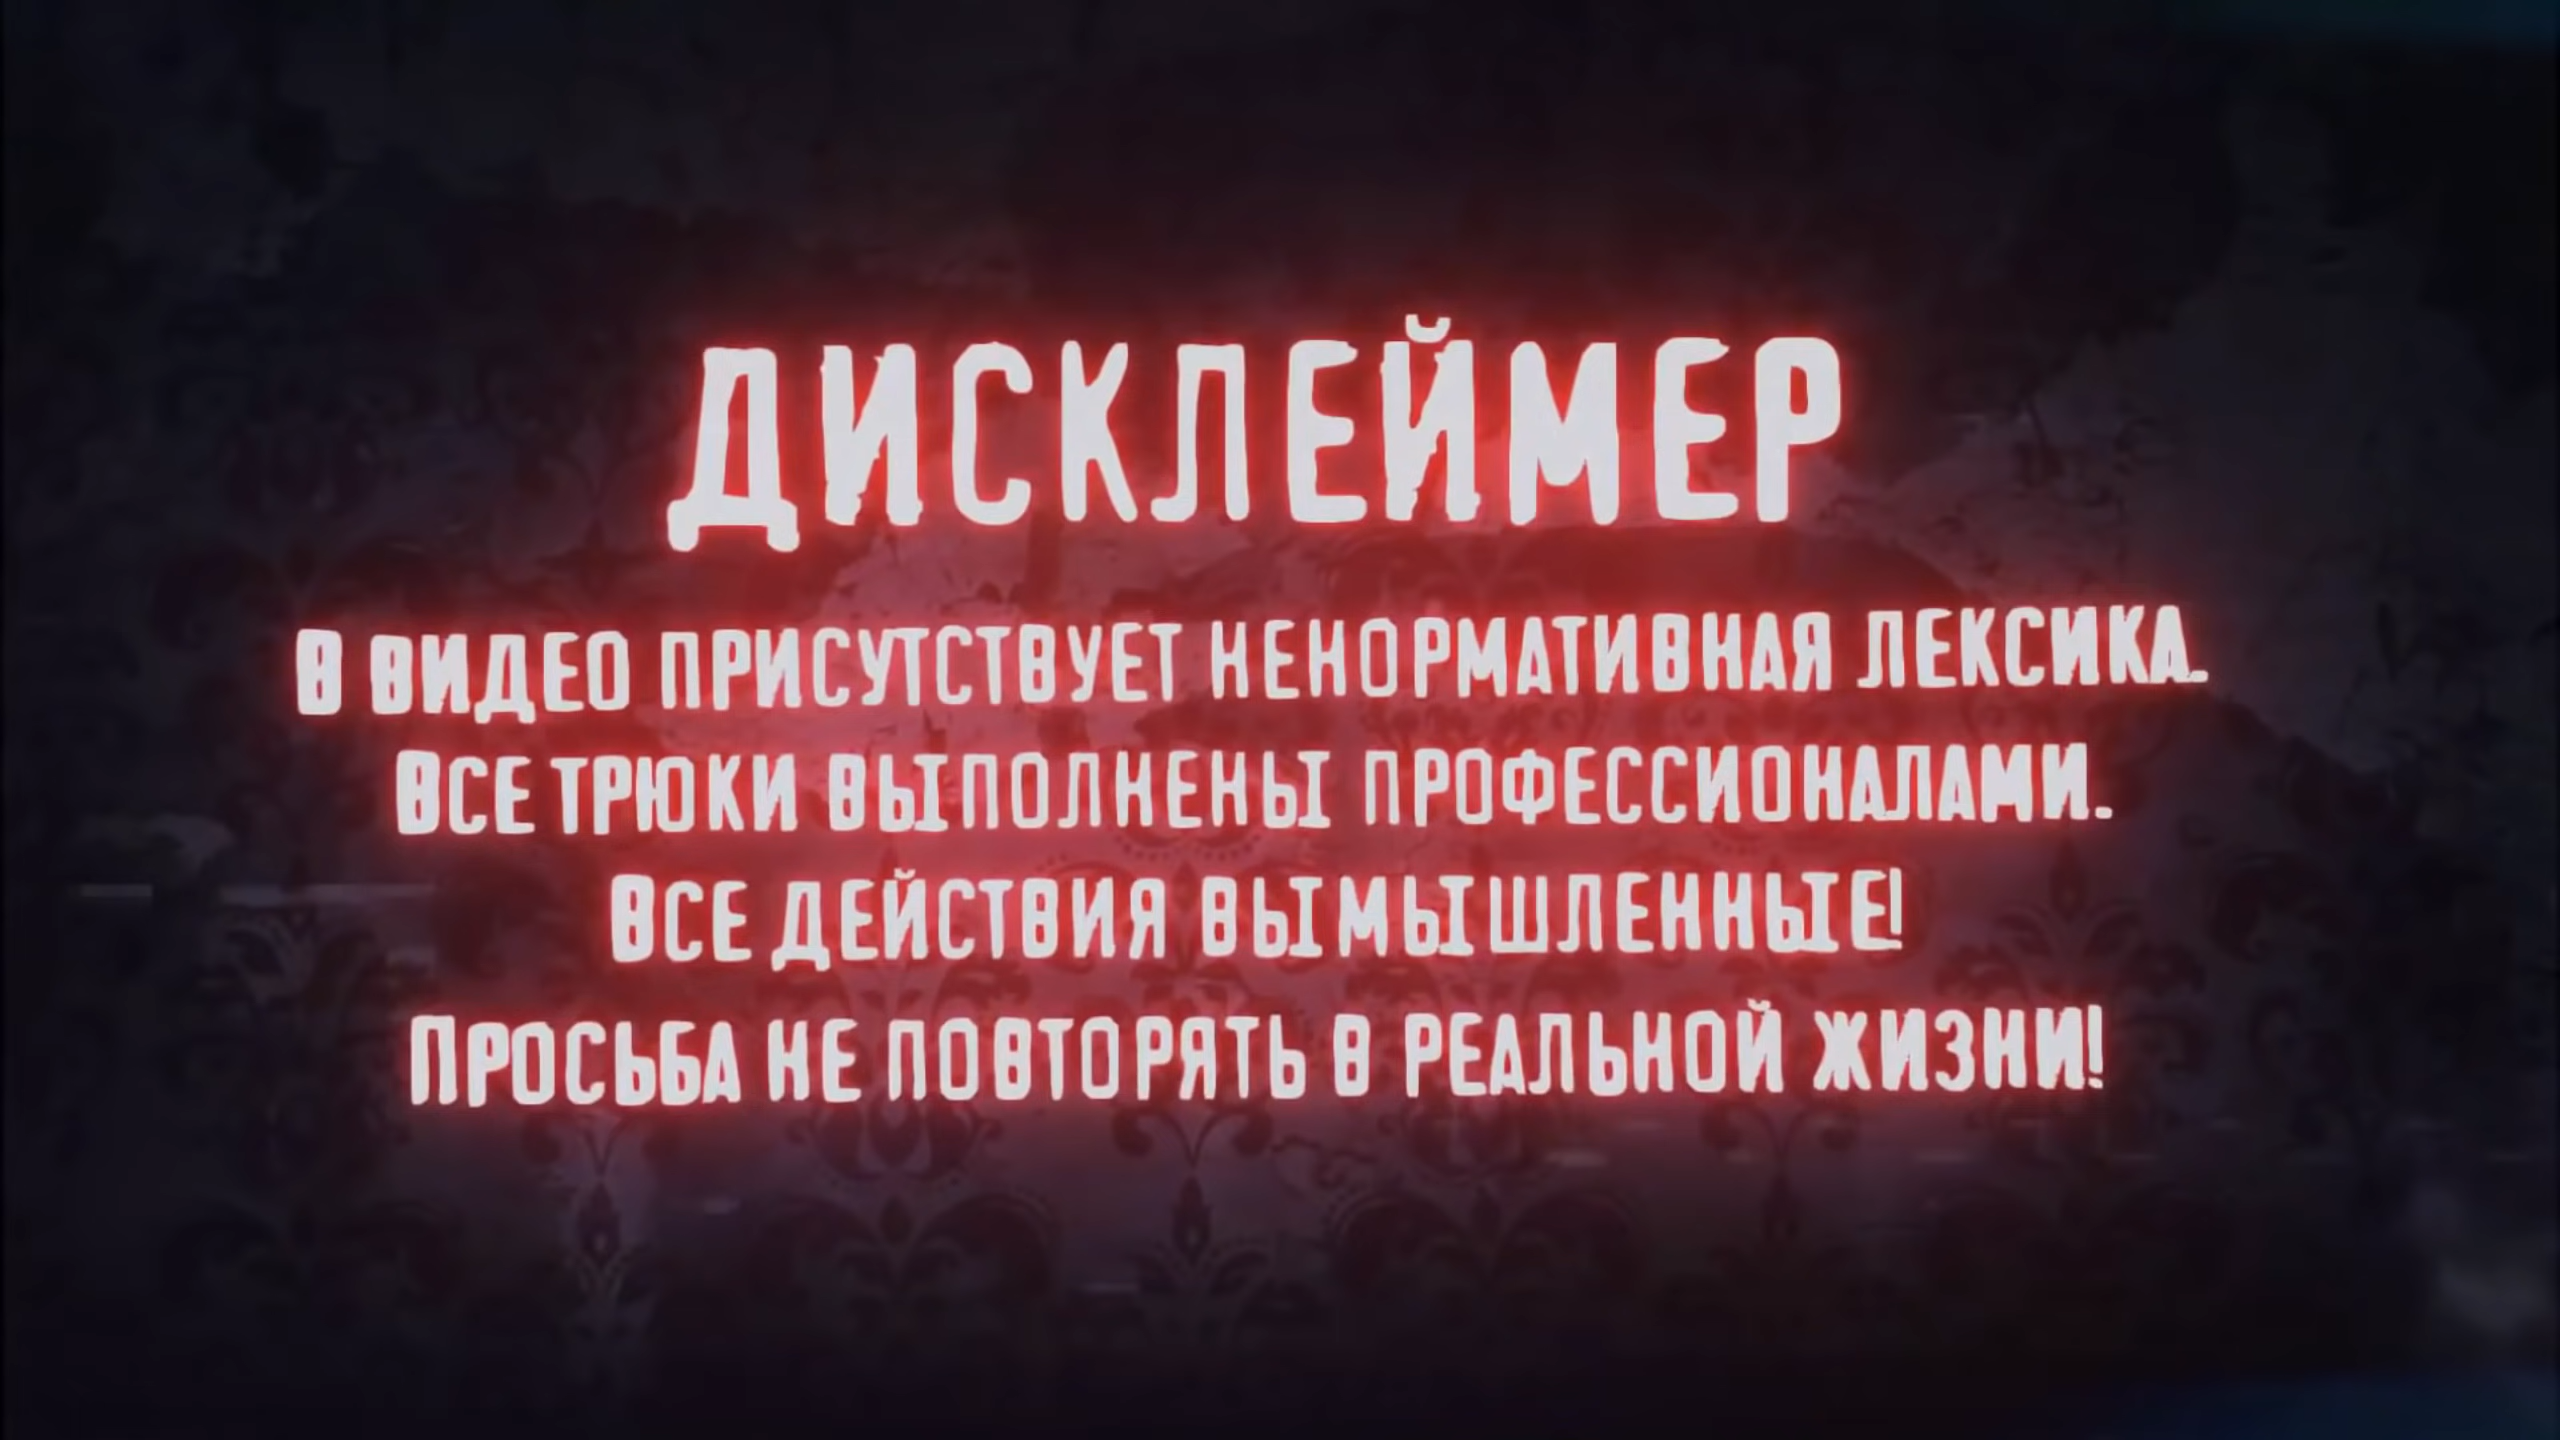 ДИСКЛЕЙМЕР
В ВИДЕО ПРИСУТСТВУЕТ НЕНОРМАТИВНАЯ ЛЕКСИКА.
ВСЕ ТРЮКИ ВЫПОЛНЕНЫ ПРОФЕССИОНАЛАМИ.
ВСЕ ДЕЙСТВИЯ ВЫМЫШЛЕННЫЕ!
ПРОСЬБА НЕ ПОВТОРЯТЬ В РЕАЛЬНОЙ ЖИЗНИ!